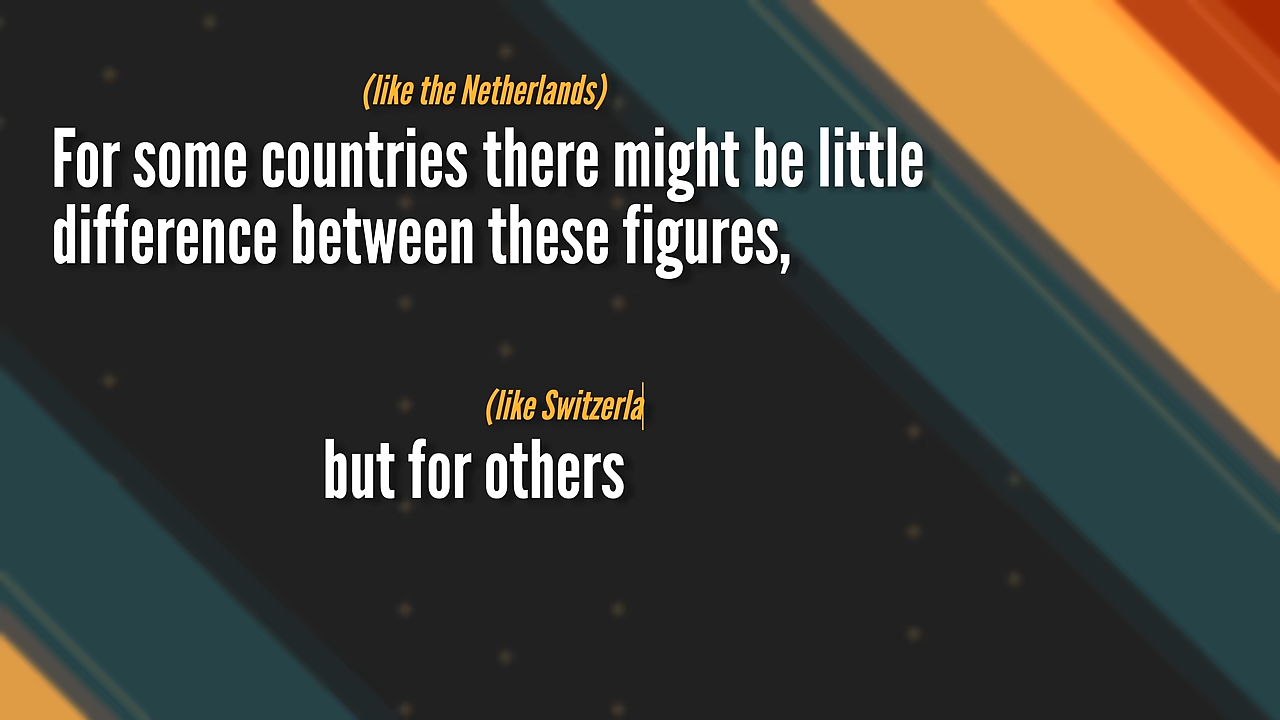 (like the Netherlands)
For some countries there might be little
difference between these figures,
(like Switzerla
but for others